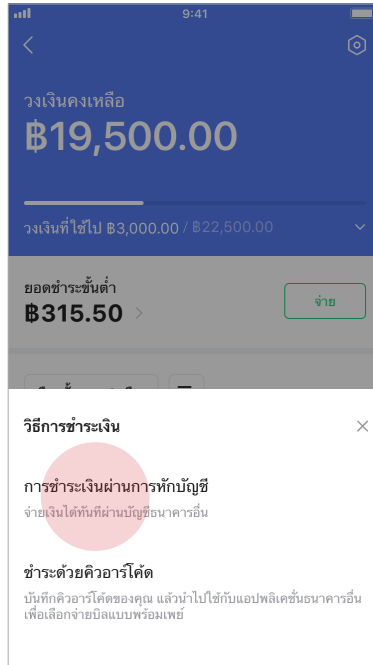 9:41
วงเงินคงเหลือ
฿19,500.00
วงเงินที่ใช้ไป ฿3,000.00 / ฿22,500.00
ยอดชำระขั้นต่ำ
฿315.50
จ่าย
วิธีการชำระเงิน
การชำระเงินผ่านการหักบัญชี
จ่ายเงินได้ทันทีผ่านบัญชีธนาคารอื่น
ชำระด้วยคิวอาร์โค้ด
บันทึกคิวอาร์โค้ดของคุณ แล้วนำไปใช้กับแอปพลิเคชั่นธนาคารอื่น
เพื่อเลือกจ่ายบิลแบบพร้อมเพย์